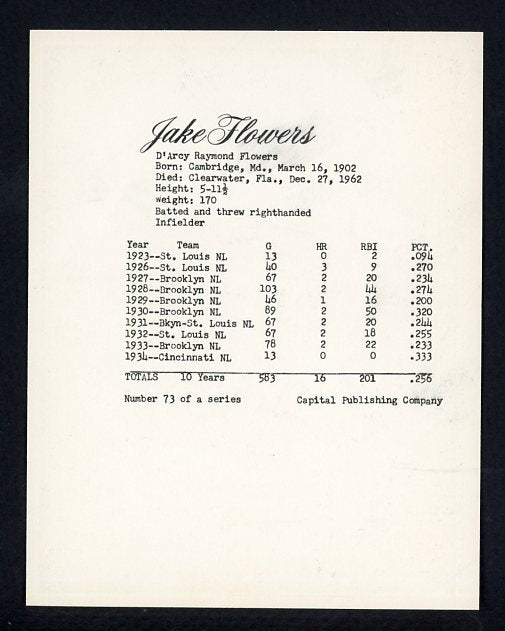 Jake Flowers
D'Arcy Raymond Flowers
Born: Cambridge, Md., March 16, 1902
Died: Clearwater, Fla., Dec. 27, 1962
Height: 5-11½
Weight: 170
Batted and threw righthanded
Infielder
Year Team G HR RBI PCT.
1923--St. Louis NL 13 0 2 .094
1926--St. Louis NL 40 3 9 .270
1927--Brooklyn NL 67 2 20 .234
1928--Brooklyn NL 103 2 44 .274
1929--Brooklyn NL 46 1 16 .200
1930--Brooklyn NL 89 2 50 .320
1931--Bkyn-St. Louis NL 67 2 20 .244
1932--St. Louis NL 67 2 18 .255
1933--Brooklyn NL 78 2 22 .233
1934--Cincinnati NL 13 0 0 .333
TOTALS 10 Years 583 16 201 .256
Number 73 of a series Capital Publishing Company